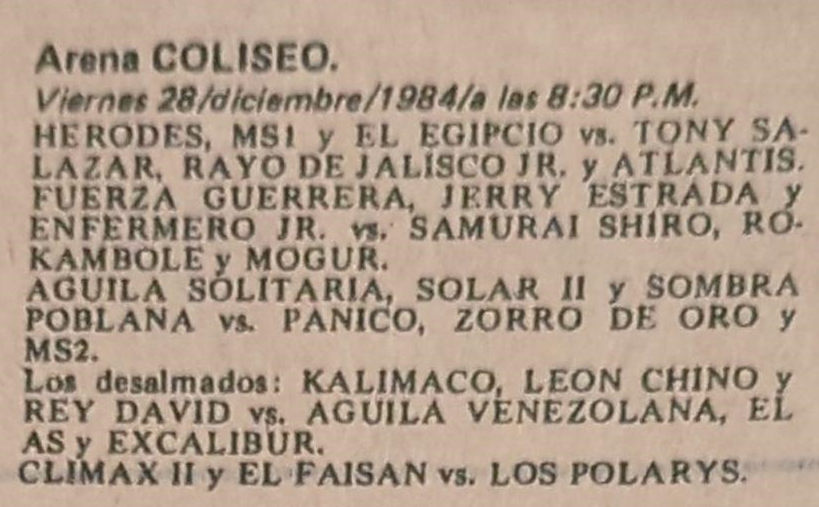 Arena COLISEO.
Viernes 28/diciembre/1984/a las 8:30 P.M.
HERODES, MS1 y EL EGIPCIO vs. TONY SA-
LAZAR, RAYO DE JALISCO JR. y ATLANTIS.
FUERZA GUERRERA, JERRY ESTRADA y
ENFERMERO JR. vs. SAMURAI SHIRO, RO-
KAMBOLE y MOGUR.
AGUILA SOLITARIA, SOLAR II y SOMBRA
POBLANA vs. PANICO, ZORRO DE ORO y
MS2.
Los desalmados: KALIMACO, LEON CHINO y
REY DAVID vs. AGUILA VENEZOLANA, EL
AS y EXCALIBUR.
CLIMAX II y EL FAISAN vs. LOS POLARYS.